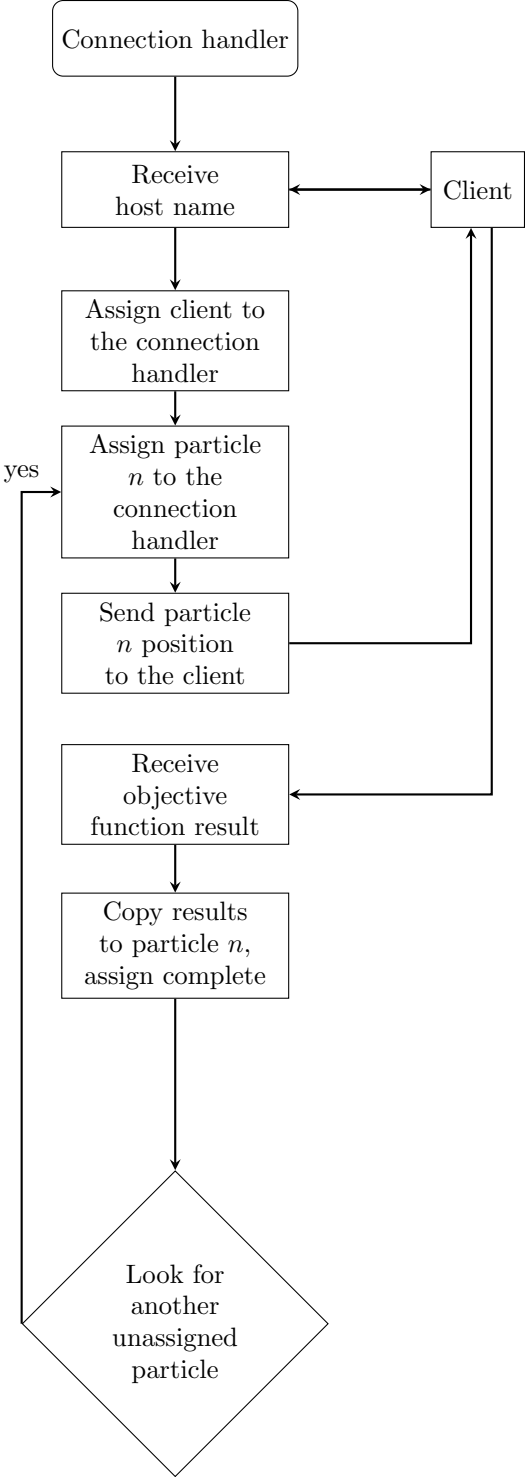 Connection handler
Receive
host name
Client
Assign client to
the connection
handler
Assign particle
n to the
connection
handler
yes
Send particle
n position
to the client
Receive
objective
function result
Copy results
to particle n,
assign complete
Look for
another
unassigned
particle